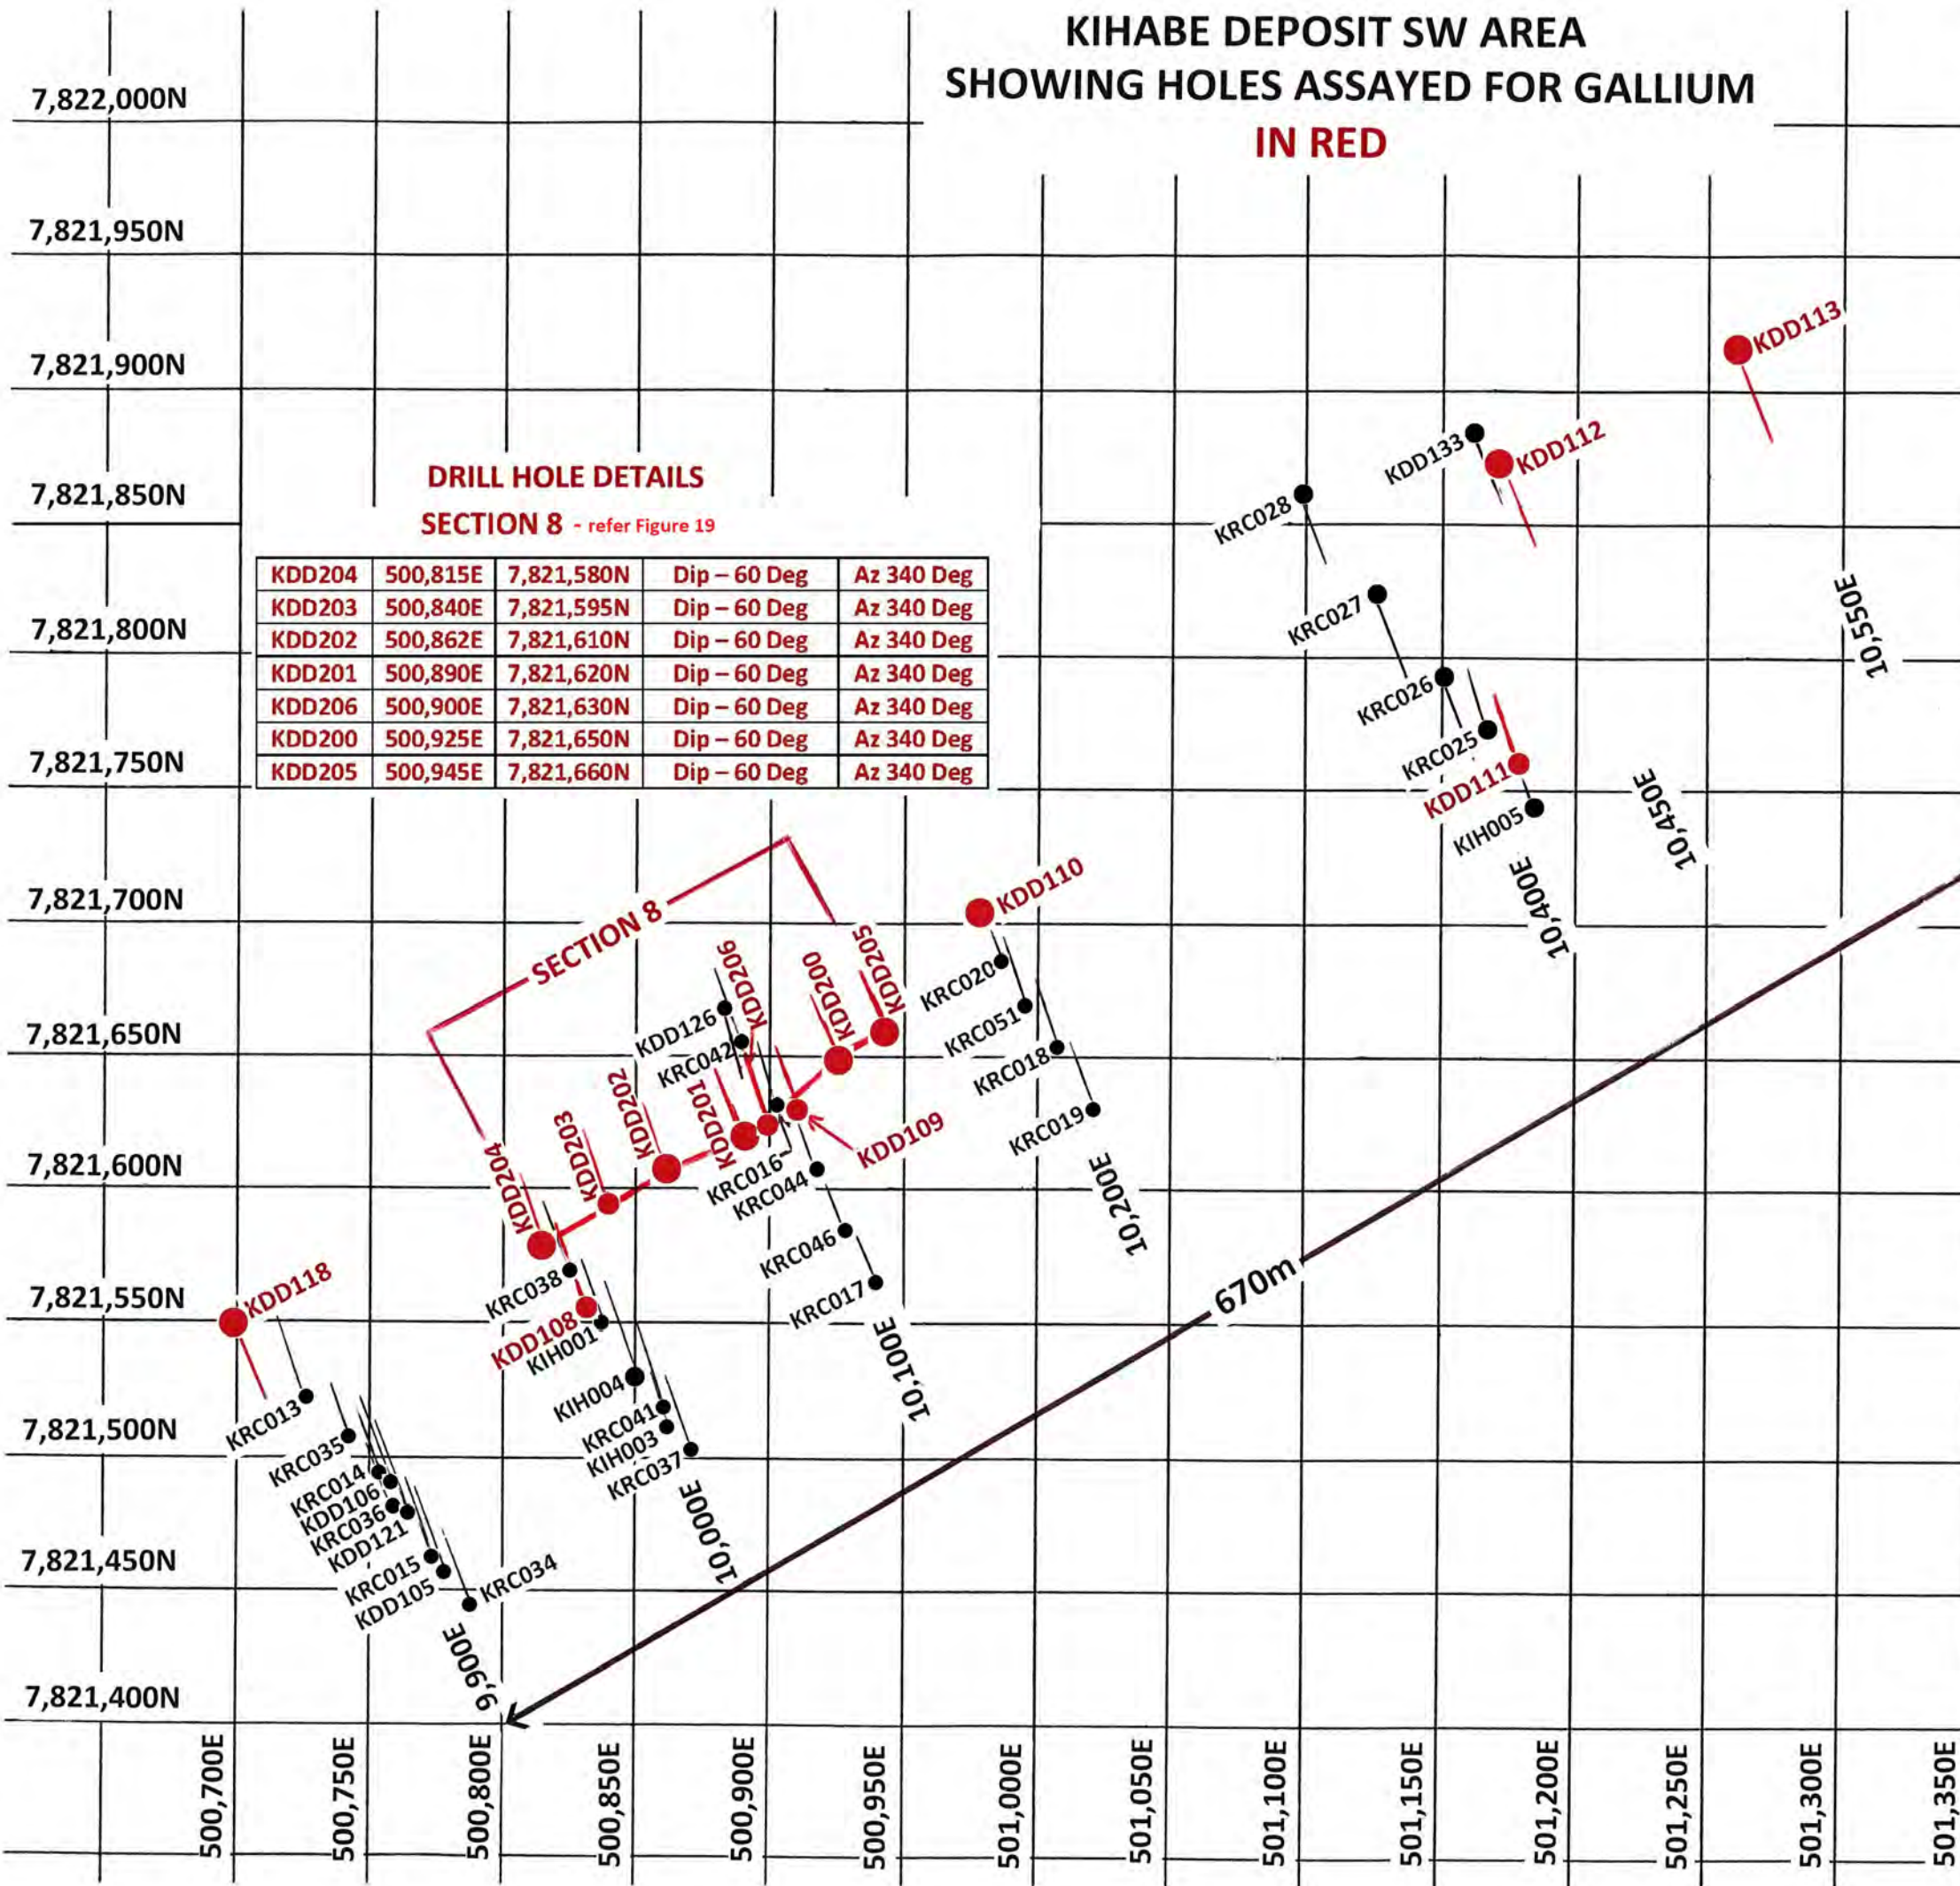 KIHABE DEPOSIT SW AREA
SHOWING HOLES ASSAYED FOR GALLIUM
IN RED
7,822,000N
7,821,950N
7,821,900N
7,821,850N
7,821,800N
7,821,750N
7,821,700N
7,821,650N
7,821,600N
7,821,550N
7,821,500N
7,821,450N
7,821,400N
DRILL HOLE DETAILS
SECTION 8 - refer Figure 19
KDD204 500,815E 7,821,580N Dip – 60 Deg Az 340 Deg
KDD203 500,840E 7,821,595N Dip – 60 Deg Az 340 Deg
KDD202 500,862E 7,821,610N Dip – 60 Deg Az 340 Deg
KDD201 500,890E 7,821,620N Dip – 60 Deg Az 340 Deg
KDD206 500,900E 7,821,630N Dip – 60 Deg Az 340 Deg
KDD200 500,925E 7,821,650N Dip – 60 Deg Az 340 Deg
KDD205 500,945E 7,821,660N Dip – 60 Deg Az 340 Deg
KDD113
KDD133
KDD112
KRC028
KRC027
KRC026
KRC025
KDD111
KIH005
10,550E
10,450E
10,400E
SECTION 8
KDD110
KRC020
KRC051
KRC018
KRC019
10,200E
KDD205
KDD200
KDD206
KDD126
KRC042
KDD201
KDD202
KDD203
KDD204
KDD109
KRC016
KRC044
KRC046
KRC017
10,100E
KRC038
KDD108
KIH001
KIH004
KRC041
KIH003
KRC037
10,000E
KDD118
KRC013
KRC035
KRC014
KDD106
KRC036
KDD121
KRC015
KDD105
KRC034
9,900E
670m
500,700E
500,750E
500,800E
500,850E
500,900E
500,950E
501,000E
501,050E
501,100E
501,150E
501,200E
501,250E
501,300E
501,350E